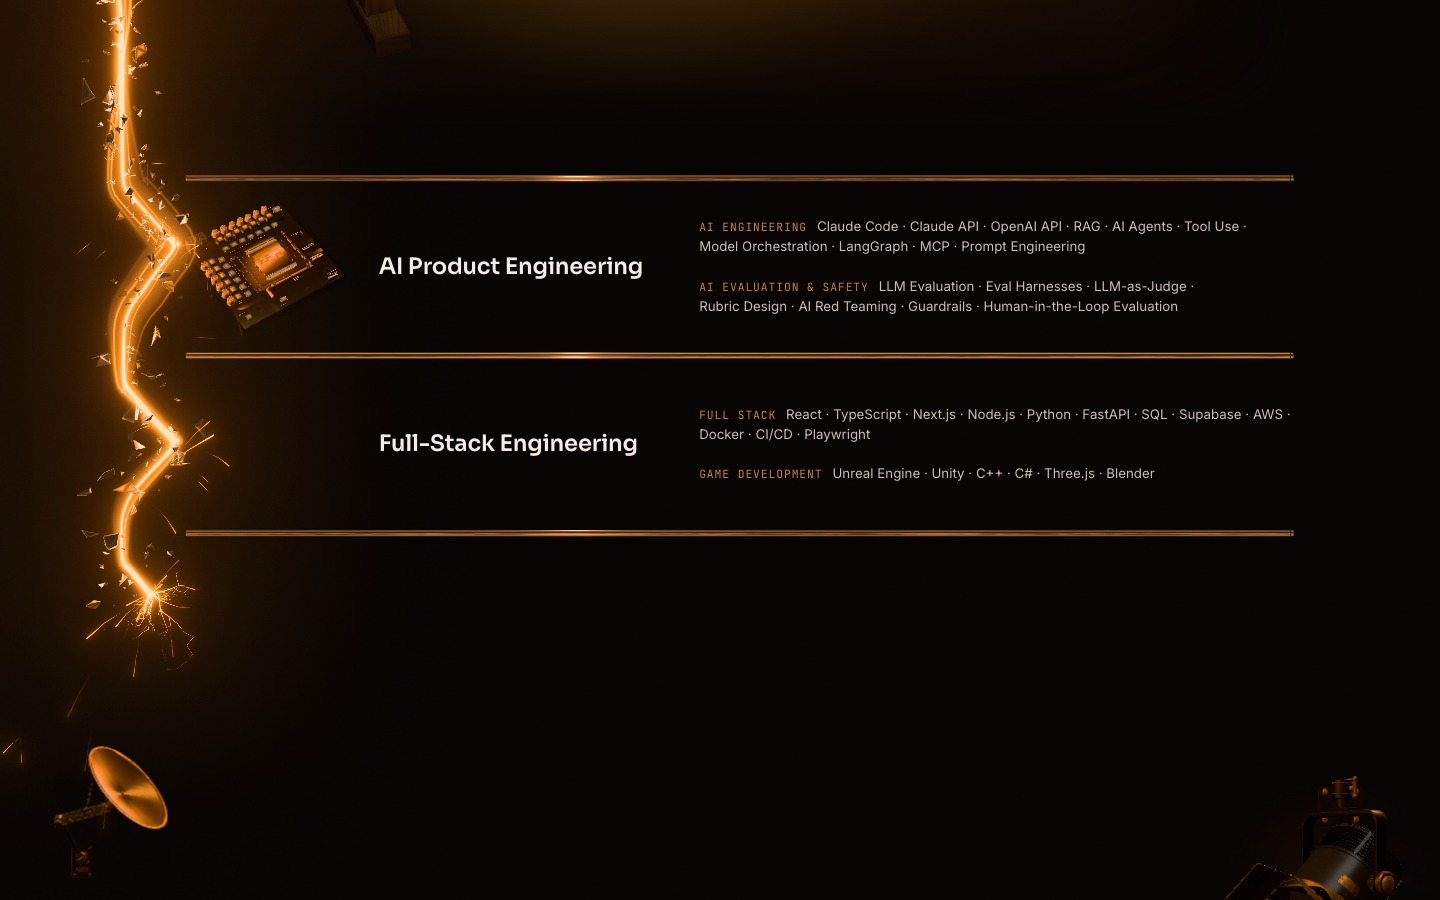 AI Product Engineering
AI ENGINEERING Claude Code · Claude API · OpenAI API · RAG · AI Agents · Tool Use ·
Model Orchestration · LangGraph · MCP · Prompt Engineering
AI EVALUATION & SAFETY LLM Evaluation · Eval Harnesses · LLM-as-Judge ·
Rubric Design · AI Red Teaming · Guardrails · Human-in-the-Loop Evaluation
Full-Stack Engineering
FULL STACK React · TypeScript · Next.js · Node.js · Python · FastAPI · SQL · Supabase · AWS ·
Docker · CI/CD · Playwright
GAME DEVELOPMENT Unreal Engine · Unity · C++ · C# · Three.js · Blender